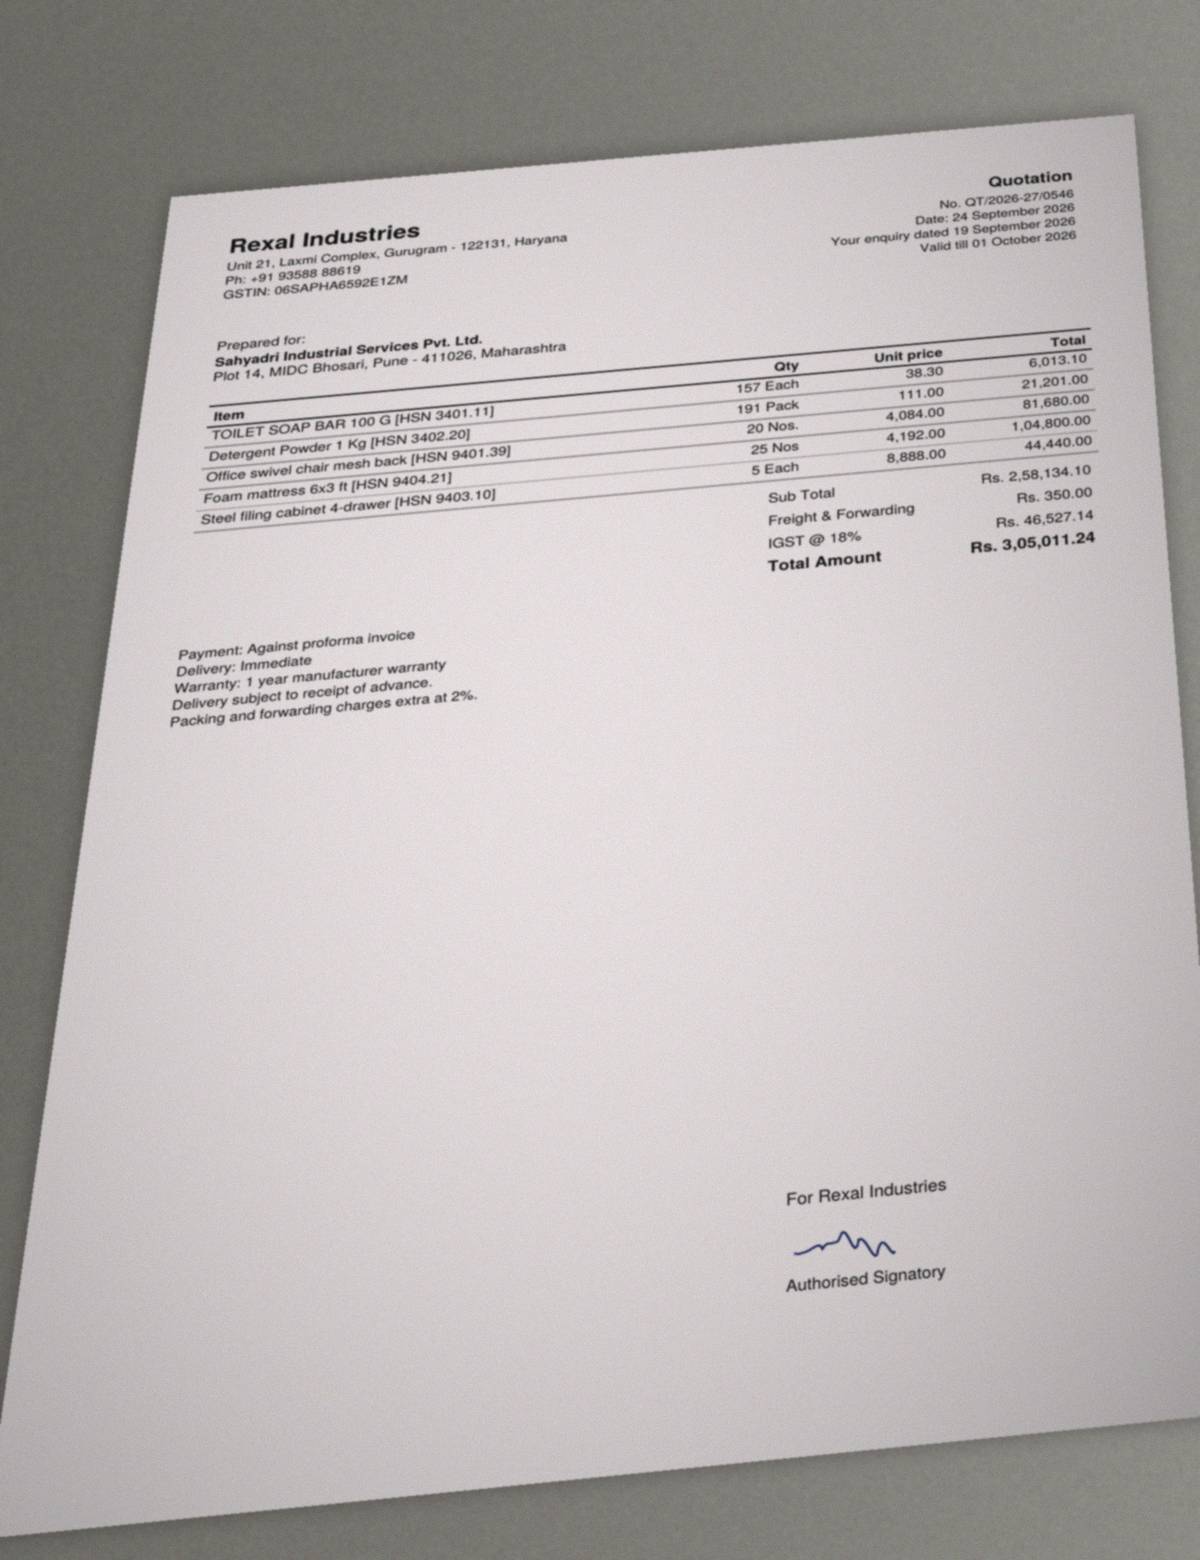 Rexal Industries
Unit 21, Laxmi Complex, Gurugram - 122131, Haryana
Ph: +91 93588 88619
GSTIN: 06SAPHA6592E1ZM
Quotation
No. QT/2026-27/0546
Date: 24 September 2026
Your enquiry dated 19 September 2026
Valid till 01 October 2026
Prepared for:
Sahyadri Industrial Services Pvt. Ltd.
Plot 14, MIDC Bhosari, Pune - 411026, Maharashtra
Item Qty Unit price Total
TOILET SOAP BAR 100 G [HSN 3401.11] 157 Each 38.30 6,013.10
Detergent Powder 1 Kg [HSN 3402.20] 191 Pack 111.00 21,201.00
Office swivel chair mesh back [HSN 9401.39] 20 Nos. 4,084.00 81,680.00
Foam mattress 6x3 ft [HSN 9404.21] 25 Nos 4,192.00 1,04,800.00
Steel filing cabinet 4-drawer [HSN 9403.10] 5 Each 8,888.00 44,440.00
Sub Total Rs. 2,58,134.10
Freight & Forwarding Rs. 350.00
IGST @ 18% Rs. 46,527.14
Total Amount Rs. 3,05,011.24
Payment: Against proforma invoice
Delivery: Immediate
Warranty: 1 year manufacturer warranty
Delivery subject to receipt of advance.
Packing and forwarding charges extra at 2%.
For Rexal Industries
Authorised Signatory